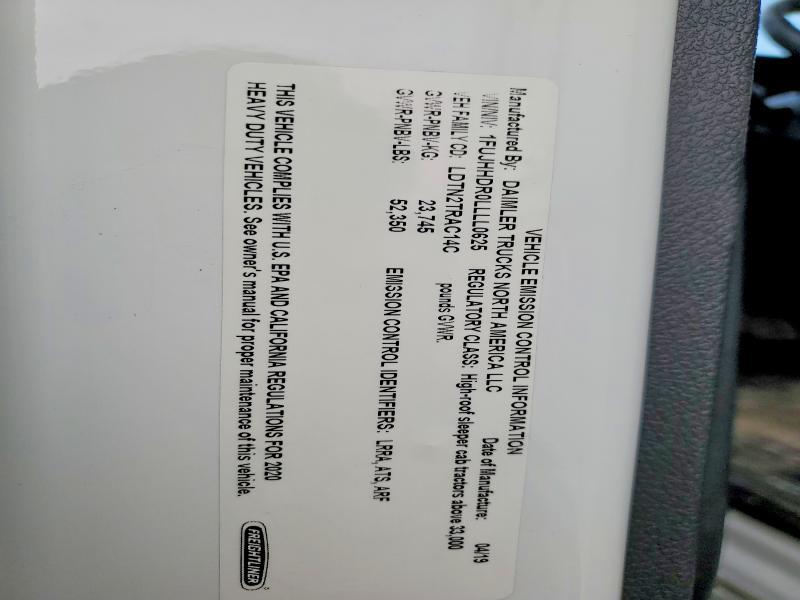 VEHICLE EMISSION CONTROL INFORMATION
Manufactured By: DAIMLER TRUCKS NORTH AMERICA LLC Date of Manufacture: 04/19
VIN/NIV: 1FUJHHDR0LLLL0625 REGULATORY CLASS: High-roof sleeper cab tractors above 33,000
VEH FAMILY CD: LDTN2TRAC14C pounds GVWR.
GVWR-PNBV-KG: 23,745
GVWR-PNBV-LBS: 52,350 EMISSION CONTROL IDENTIFIERS: LRRA, ATS, ARF
THIS VEHICLE COMPLIES WITH U.S. EPA AND CALIFORNIA REGULATIONS FOR 2020
HEAVY DUTY VEHICLES. See owner's manual for proper maintenance of this vehicle.
FREIGHTLINER